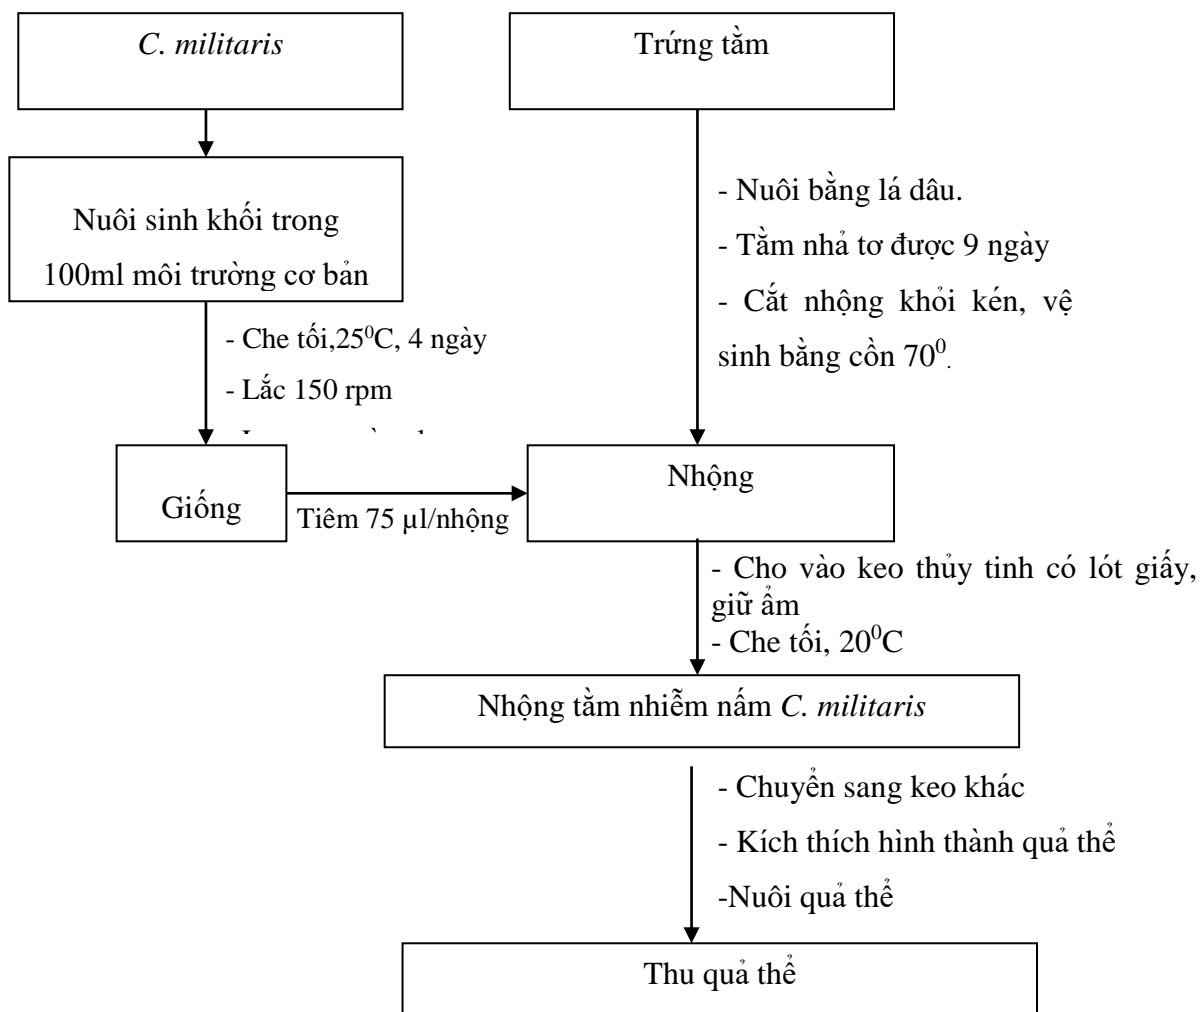 C. militaris
Trứng tằm
Nuôi sinh khối trong
100ml môi trường cơ bản
- Nuôi bằng lá dâu.
- Tằm nhả tơ được 9 ngày
- Cắt nhộng khỏi kén, vệ
sinh bằng cồn 70⁰.
- Che tối,25⁰C, 4 ngày
- Lắc 150 rpm
Giống
Tiêm 75 µl/nhộng
Nhộng
- Cho vào keo thủy tinh có lót giấy,
giữ ẩm
- Che tối, 20⁰C
Nhộng tằm nhiễm nấm C. militaris
- Chuyển sang keo khác
- Kích thích hình thành quả thể
-Nuôi quả thể
Thu quả thể